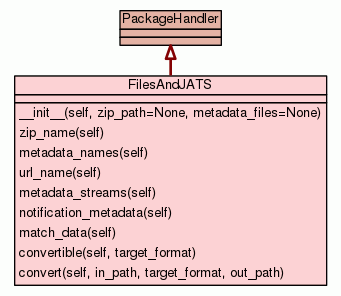 PackageHandler
FilesAndJATS
__init__(self, zip_path=None, metadata_files=None)
zip_name(self)
metadata_names(self)
url_name(self)
metadata_streams(self)
notification_metadata(self)
match_data(self)
convertible(self, target_format)
convert(self, in_path, target_format, out_path)